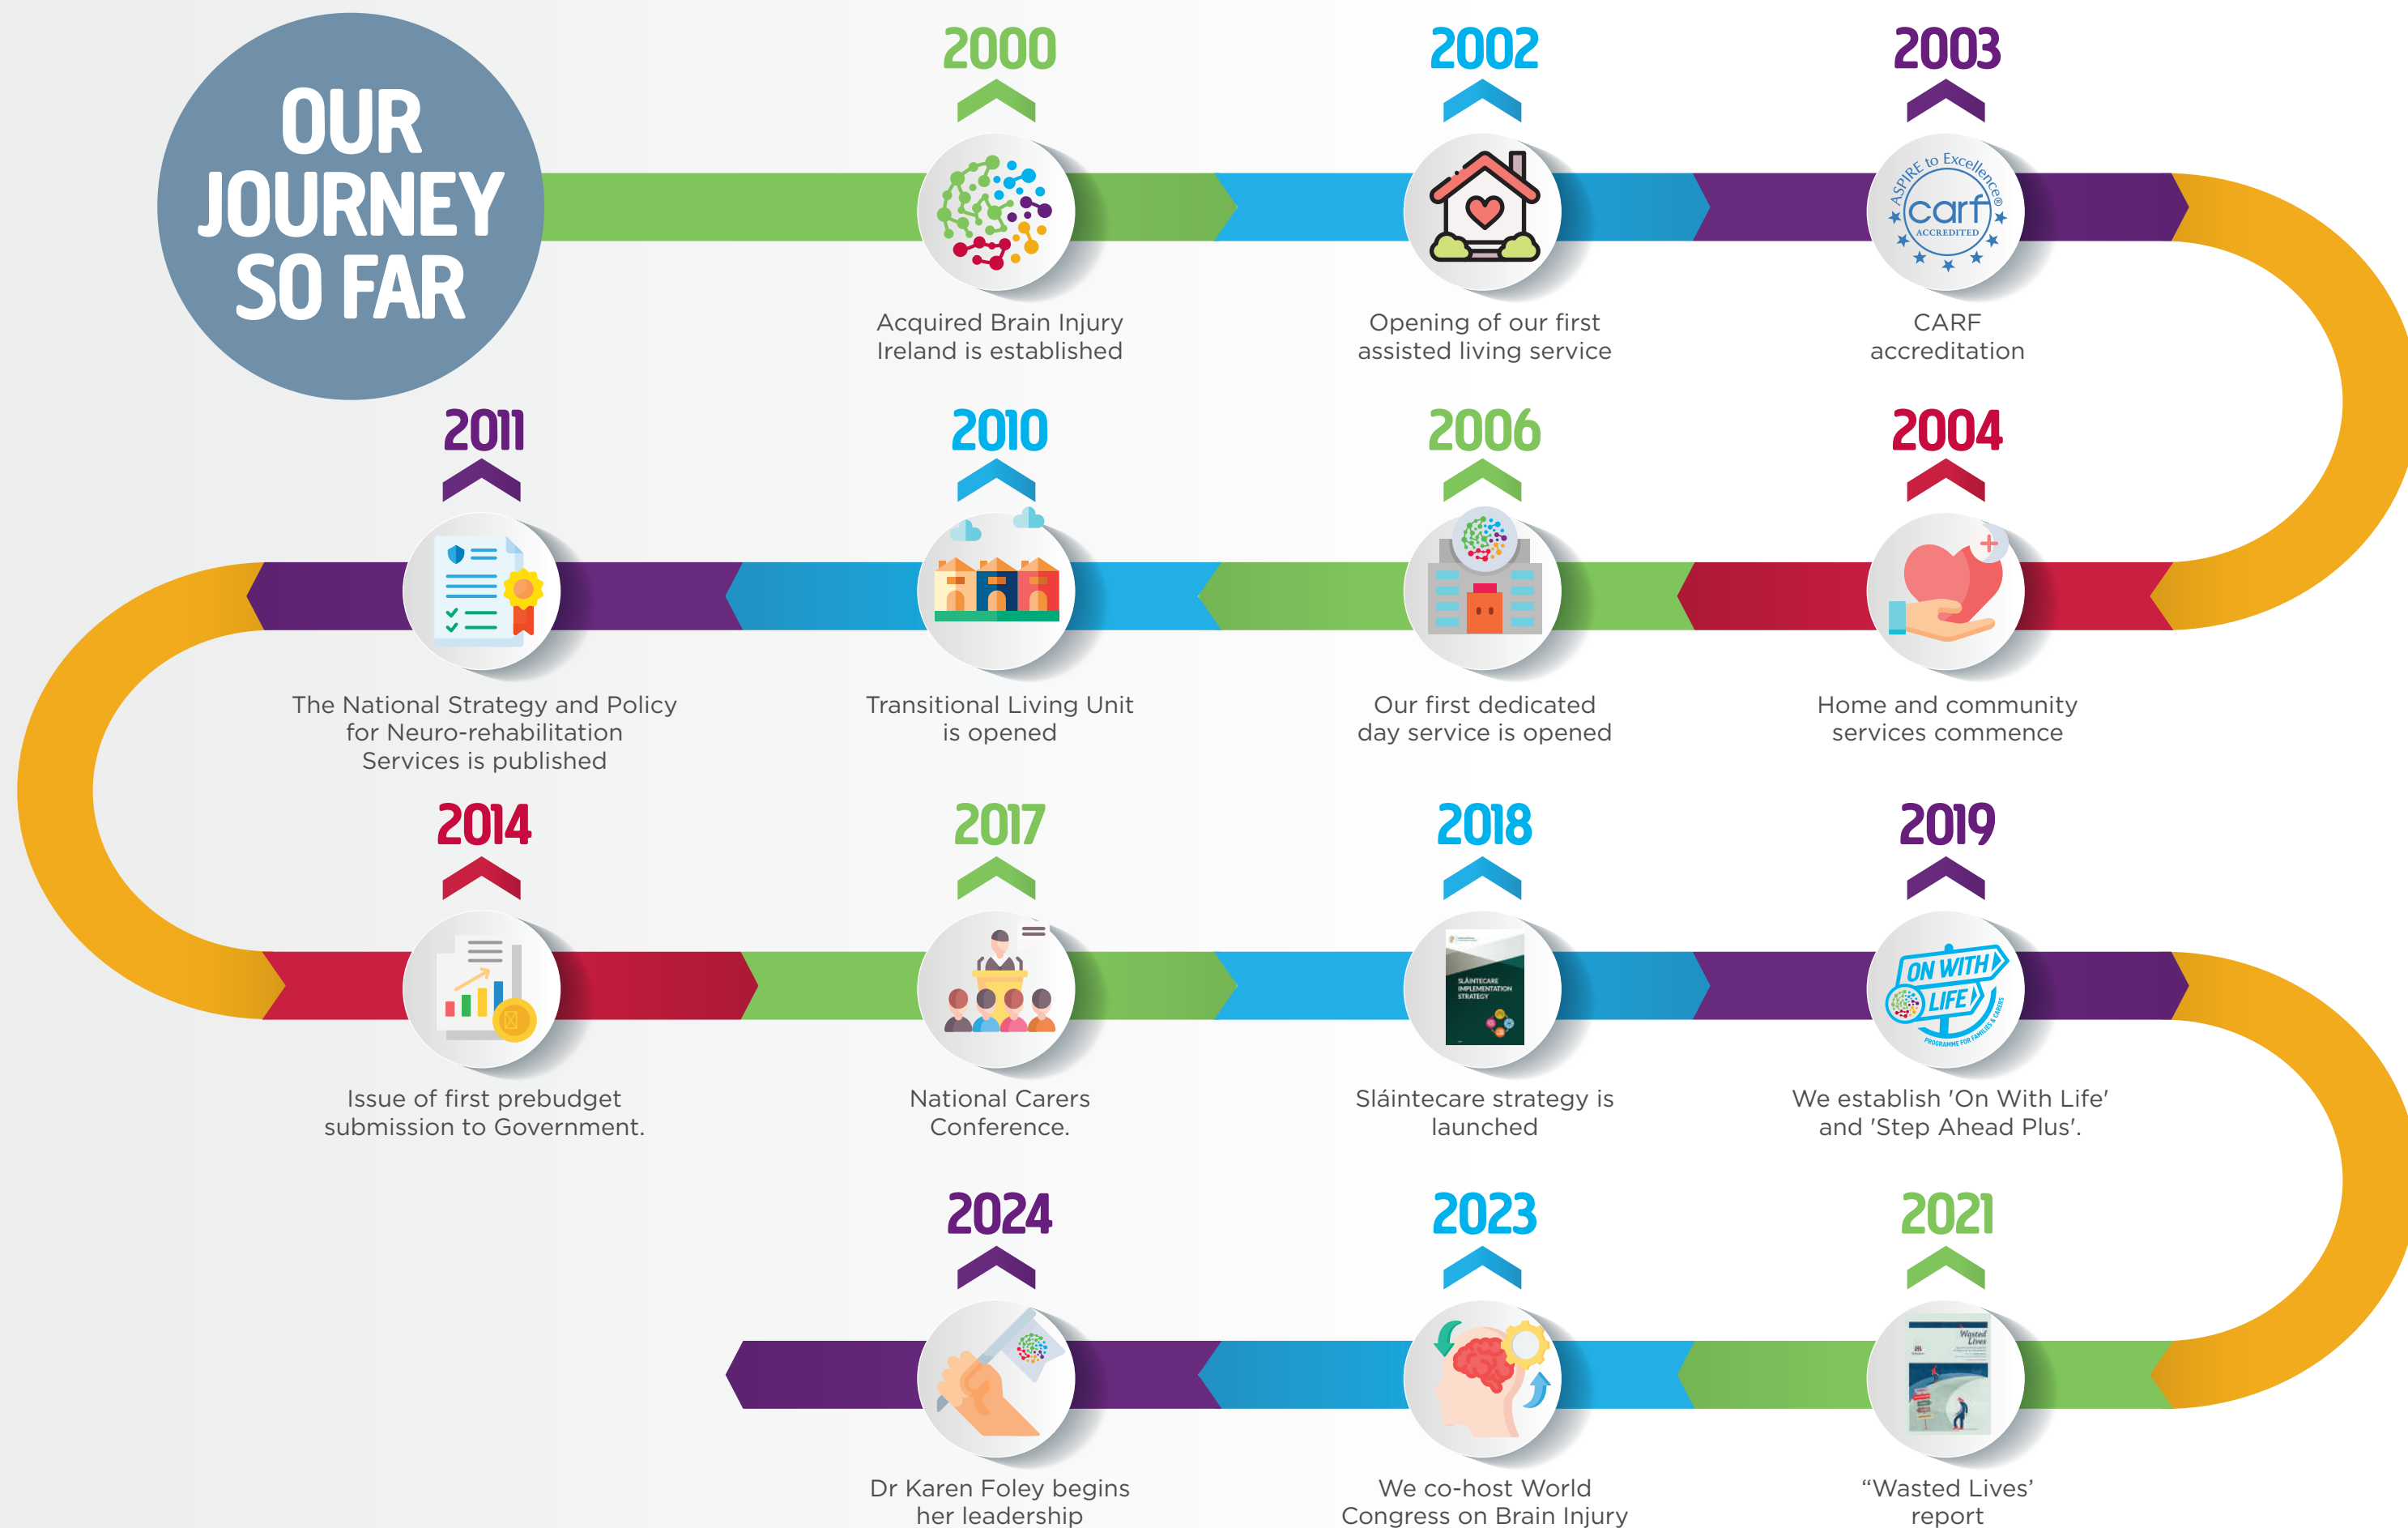 OUR
JOURNEY
SO FAR
2000
Acquired Brain Injury
Ireland is established
2002
Opening of our first
assisted living service
2003
ASPIRE to Excellence®
carf
ACCREDITED
CARF
accreditation
2004
Home and community
services commence
2006
Our first dedicated
day service is opened
2010
Transitional Living Unit
is opened
2011
The National Strategy and Policy
for Neuro-rehabilitation
Services is published
2014
Issue of first prebudget
submission to Government.
2017
National Carers
Conference.
2018
SLÁINTECARE
IMPLEMENTATION
STRATEGY
Sláintecare strategy is
launched
2019
ON WITH
LIFE
PROGRAMME FOR FAMILIES & CARERS
We establish 'On With Life'
and 'Step Ahead Plus'.
2021
Wasted
Lives
“Wasted Lives’
report
2023
We co-host World
Congress on Brain Injury
2024
Dr Karen Foley begins
her leadership